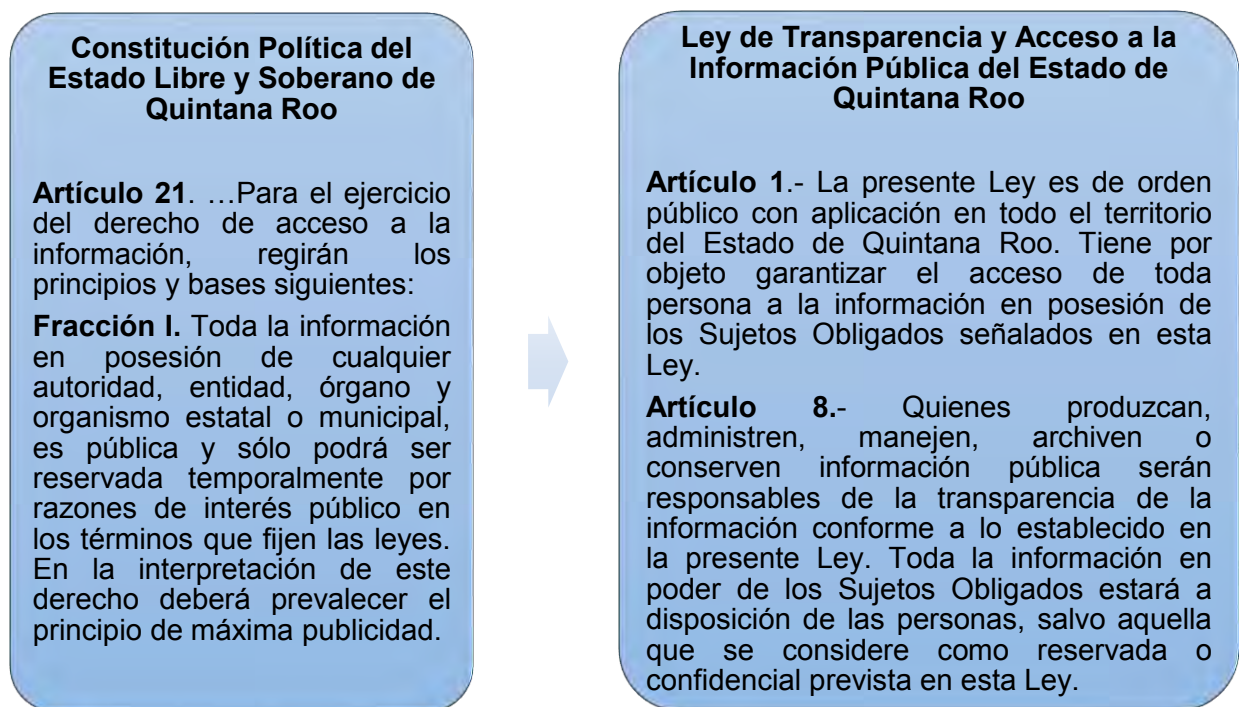 Constitución Política del
Estado Libre y Soberano de
Quintana Roo
Artículo 21. …Para el ejercicio
del derecho de acceso a la
información, regirán los
principios y bases siguientes:
Fracción I. Toda la información
en posesión de cualquier
autoridad, entidad, órgano y
organismo estatal o municipal,
es pública y sólo podrá ser
reservada temporalmente por
razones de interés público en
los términos que fijen las leyes.
En la interpretación de este
derecho deberá prevalecer el
principio de máxima publicidad.
Ley de Transparencia y Acceso a la
Información Pública del Estado de
Quintana Roo
Artículo 1.- La presente Ley es de orden
público con aplicación en todo el territorio
del Estado de Quintana Roo. Tiene por
objeto garantizar el acceso de toda
persona a la información en posesión de
los Sujetos Obligados señalados en esta
Ley.
Artículo 8.- Quienes produzcan,
administren, manejen, archiven o
conserven información pública serán
responsables de la transparencia de la
información conforme a lo establecido en
la presente Ley. Toda la información en
poder de los Sujetos Obligados estará a
disposición de las personas, salvo aquella
que se considere como reservada o
confidencial prevista en esta Ley.